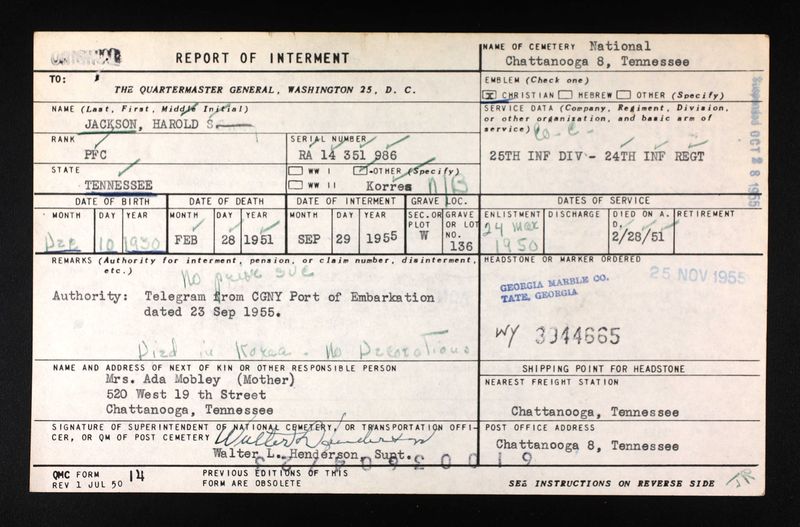 REPORT OF INTERMENT
NAME OF CEMETERY National
Chattanooga 8, Tennessee
TO:
THE QUARTERMASTER GENERAL, WASHINGTON 25, D. C.
EMBLEM (Check one)
[X] CHRISTIAN [ ] HEBREW [ ] OTHER (Specify)
NAME (Last, First, Middle Initial)
JACKSON, HAROLD S.
SERVICE DATA (Company, Regiment, Division, or other organization, and basic arm of service) Co-C-
25TH INF DIV - 24TH INF REGT
Suspended OCT 28 1955
RANK
PFC
SERIAL NUMBER
RA 14 351 986
STATE
TENNESSEE
WW I OTHER (Specify)
WW II Korrea N/B
DATE OF BIRTH
MONTH DAY YEAR
Dec 10 1930
DATE OF DEATH
MONTH DAY YEAR
FEB 28 1951
DATE OF INTERMENT
MONTH DAY YEAR
SEP 29 1955
GRAVE LOC.
SEC. OR PLOT GRAVE OR LOT NO.
W 136
DATES OF SERVICE
ENLISTMENT DISCHARGE DIED ON A. D. RETIREMENT
24 mar 1950 2/28/51
REMARKS (Authority for interment, pension, or claim number, disinterment, etc.)
No prior SVC
Authority: Telegram from CGNY Port of Embarkation
dated 23 Sep 1955.
Died in Korea - No Decorations
HEADSTONE OR MARKER ORDERED
25 NOV 1955
GEORGIA MARBLE CO.
TATE, GEORGIA
WY 3944665
NAME AND ADDRESS OF NEXT OF KIN OR OTHER RESPONSIBLE PERSON
Mrs. Ada Mobley (Mother)
520 West 19 th Street
Chattanooga, Tennessee
SHIPPING POINT FOR HEADSTONE
NEAREST FREIGHT STATION
Chattanooga, Tennessee
SIGNATURE OF SUPERINTENDENT OF NATIONAL CEMETERY, OR TRANSPORTATION OFFI-
CER, OR QM OF POST CEMETERY
Walter L. Henderson
Walter L. Henderson, Supt.
POST OFFICE ADDRESS
Chattanooga 8, Tennessee
QMC FORM 14
REV 1 JUL 50
PREVIOUS EDITIONS OF THIS
FORM ARE OBSOLETE
SEE INSTRUCTIONS ON REVERSE SIDE